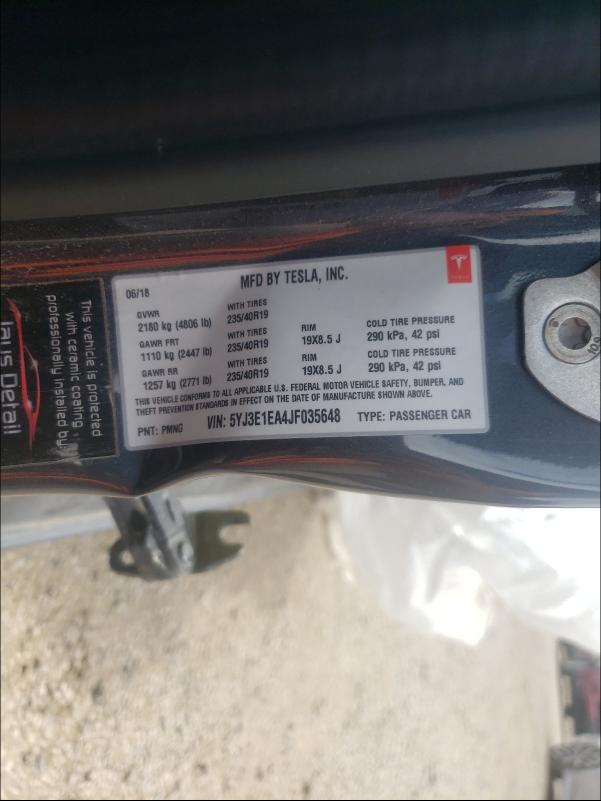 MFD BY TESLA, INC.
TESLA
06/18
GVWR
2180 kg (4806 lb)
WITH TIRES
235/40R19
GAWR FRT
1110 kg (2447 lb)
WITH TIRES
235/40R19
RIM
19X8.5 J
COLD TIRE PRESSURE
290 kPa, 42 psi
GAWR RR
1257 kg (2771 lb)
WITH TIRES
235/40R19
RIM
19X8.5 J
COLD TIRE PRESSURE
290 kPa, 42 psi
THIS VEHICLE CONFORMS TO ALL APPLICABLE U.S. FEDERAL MOTOR VEHICLE SAFETY, BUMPER, AND
THEFT PREVENTION STANDARDS IN EFFECT ON THE DATE OF MANUFACTURE SHOWN ABOVE.
PNT: PMNG
VIN: 5YJ3E1EA4JF035648
TYPE: PASSENGER CAR
This vehicle is protected
with ceramic coating
professionally installed by:
Detail